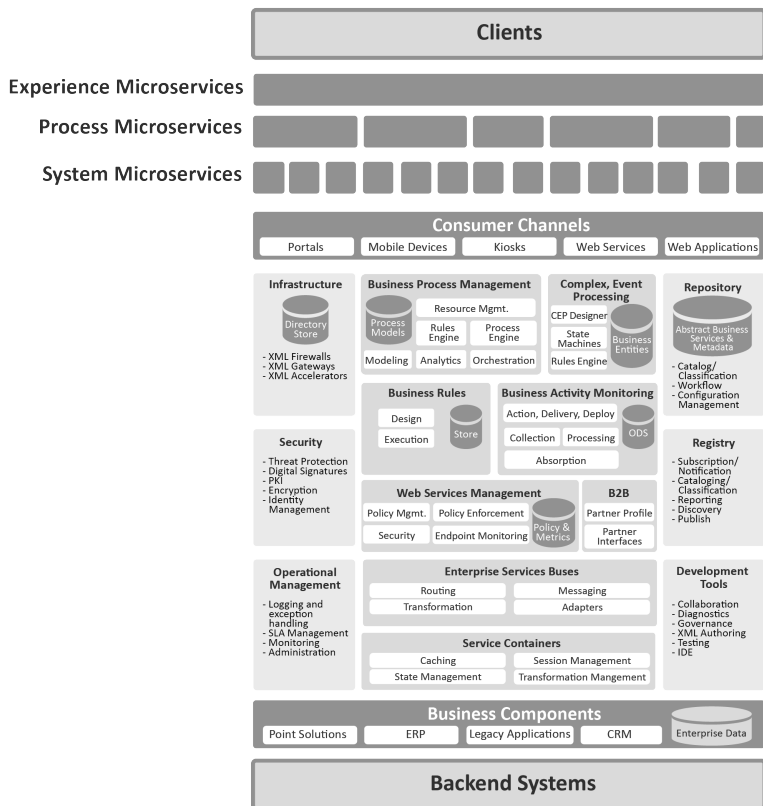 Clients
Experience Microservices
Process Microservices
System Microservices
Consumer Channels
Portals
Mobile Devices
Kiosks
Web Services
Web Applications
Infrastructure
Directory
Store
- XML Firewalls
- XML Gateways
- XML Accelerators
Business Process Management
Process
Models
Resource Mgmt.
Rules
Engine
Process
Engine
Modeling
Analytics
Orchestration
Complex, Event
Processing
CEP Designer
State
Machines
Rules Engine
Business
Entities
Repository
Abstract Business
Services &
Metadata
- Catalog/
Classification
- Workflow
- Configuration
Management
Business Rules
Design
Execution
Store
Business Activity Monitoring
Action, Delivery, Deploy
Collection
Processing
Absorption
ODS
Security
- Threat Protection
- Digital Signatures
- PKI
- Encryption
- Identity
Management
Web Services Management
Policy Mgmt.
Policy Enforcement
Security
Endpoint Monitoring
Policy &
Metrics
B2B
Partner Profile
Partner
Interfaces
Registry
- Subscription/
Notification
- Cataloging/
Classification
- Reporting
- Discovery
- Publish
Operational
Management
- Logging and
exception
handling
- SLA Management
- Monitoring
- Administration
Enterprise Services Buses
Routing
Messaging
Transformation
Adapters
Service Containers
Caching
Session Management
State Management
Transformation Mangement
Development
Tools
- Collaboration
- Diagnostics
- Governance
- XML Authoring
- Testing
- IDE
Business Components
Point Solutions
ERP
Legacy Applications
CRM
Enterprise Data
Backend Systems